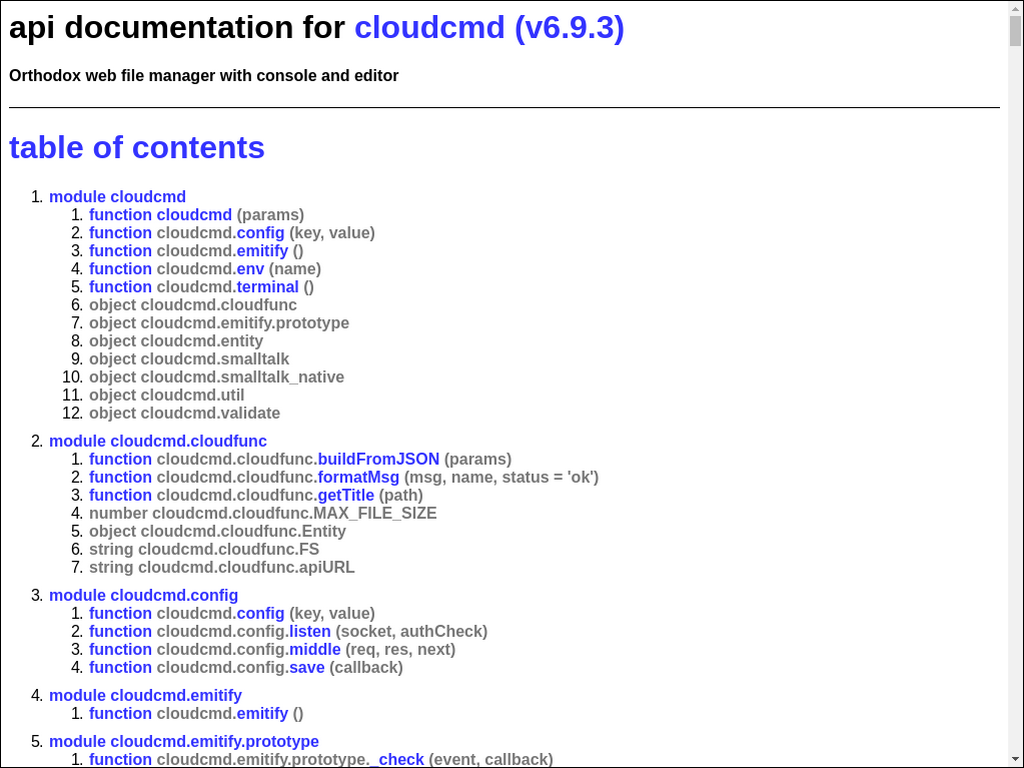 api documentation for cloudcmd (v6.9.3)
Orthodox web file manager with console and editor
table of contents
1. module cloudcmd
1. function cloudcmd (params)
2. function cloudcmd.config (key, value)
3. function cloudcmd.emitify ()
4. function cloudcmd.env (name)
5. function cloudcmd.terminal ()
6. object cloudcmd.cloudfunc
7. object cloudcmd.emitify.prototype
8. object cloudcmd.entity
9. object cloudcmd.smalltalk
10. object cloudcmd.smalltalk_native
11. object cloudcmd.util
12. object cloudcmd.validate
2. module cloudcmd.cloudfunc
1. function cloudcmd.cloudfunc.buildFromJSON (params)
2. function cloudcmd.cloudfunc.formatMsg (msg, name, status = 'ok')
3. function cloudcmd.cloudfunc.getTitle (path)
4. number cloudcmd.cloudfunc.MAX_FILE_SIZE
5. object cloudcmd.cloudfunc.Entity
6. string cloudcmd.cloudfunc.FS
7. string cloudcmd.cloudfunc.apiURL
3. module cloudcmd.config
1. function cloudcmd.config (key, value)
2. function cloudcmd.config.listen (socket, authCheck)
3. function cloudcmd.config.middle (req, res, next)
4. function cloudcmd.config.save (callback)
4. module cloudcmd.emitify
1. function cloudcmd.emitify ()
5. module cloudcmd.emitify.prototype
1. function cloudcmd.emitify.prototype._check (event, callback)